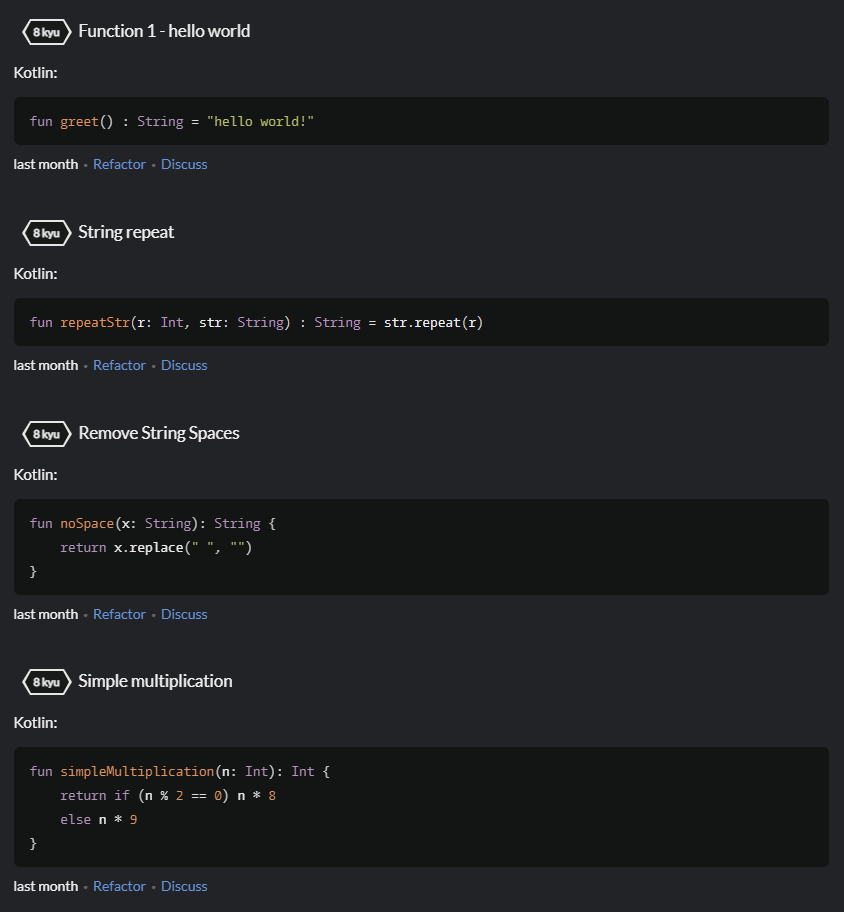 8 kyu Function 1 - hello world
Kotlin:
fun greet() : String = "hello world!"
last month • Refactor • Discuss
8 kyu String repeat
Kotlin:
fun repeatStr(r: Int, str: String) : String = str.repeat(r)
last month • Refactor • Discuss
8 kyu Remove String Spaces
Kotlin:
fun noSpace(x: String): String {
    return x.replace(" ", "")
}
last month • Refactor • Discuss
8 kyu Simple multiplication
Kotlin:
fun simpleMultiplication(n: Int): Int {
    return if (n % 2 == 0) n * 8
    else n * 9
}
last month • Refactor • Discuss